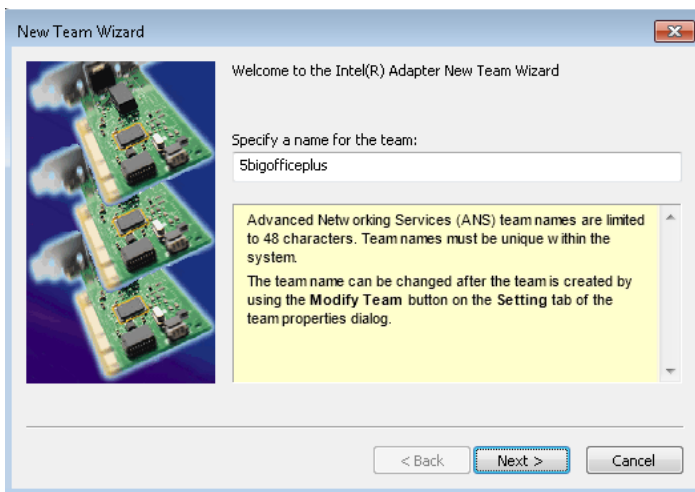 New Team Wizard
Welcome to the Intel(R) Adapter New Team Wizard
Specify a name for the team:
5bigofficeplus
Advanced Networking Services (ANS) team names are limited
to 48 characters. Team names must be unique within the
system.
The team name can be changed after the team is created by
using the Modify Team button on the Setting tab of the
team properties dialog.
< Back
Next >
Cancel